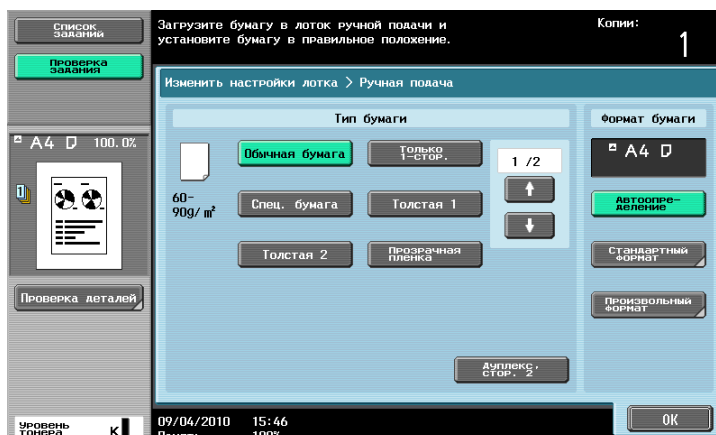 Список
заданий
Проверка
задания
Загрузите бумагу в лоток ручной подачи и
установите бумагу в правильное положение.
Копии:
1
Изменить настройки лотка > Ручная подача
Тип бумаги
Формат бумаги
A4 100.0%
Обычная бумага
Только
1-стор.
1 /2
A4
60-
90g/ m²
Спец. бумага
Толстая 1
Автоопре-
деление
Толстая 2
Прозрачная
пленка
Стандартный
формат
Проверка деталей
Произвольный
формат
Дуплекс,
стор. 2
Уровень
тонера
K
09/04/2010 15:46
Память 100%
OK